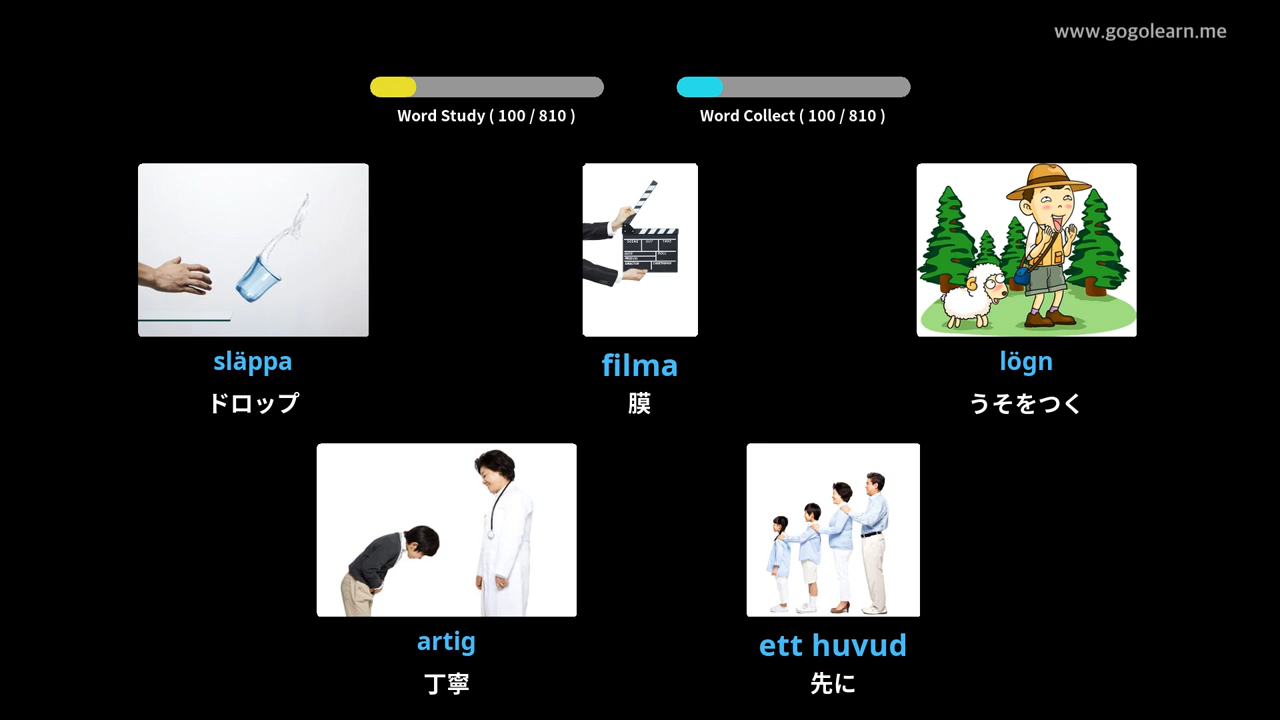 www.gogolearn.me
Word Study ( 100 / 810 )
Word Collect ( 100 / 810 )
släppa
ドロップ
filma
膜
lögn
うそをつく
artig
丁寧
ett huvud
先に